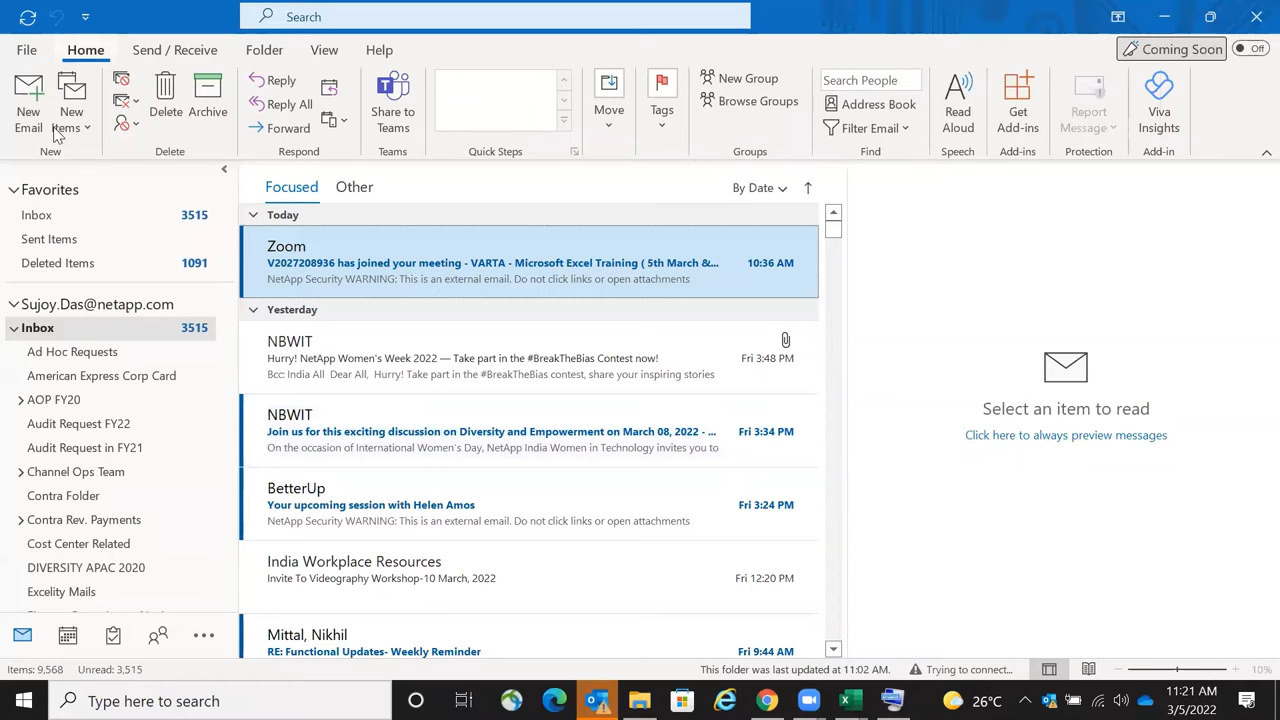 Search
File
Home
Send / Receive
Folder
View
Help
Coming Soon
Off
New
Email
New
Items
New
Delete
Archive
Delete
Reply
Reply All
Forward
Respond
Share to
Teams
Teams
Quick Steps
Move
Tags
New Group
Browse Groups
Groups
Search People
Address Book
Filter Email
Find
Read
Aloud
Speech
Get
Add-ins
Add-ins
Report
Message
Protection
Viva
Insights
Add-in
Favorites
Inbox 3515
Sent Items
Deleted Items 1091
Sujoy.Das@netapp.com
Inbox 3515
Ad Hoc Requests
American Express Corp Card
AOP FY20
Audit Request FY22
Audit Request in FY21
Channel Ops Team
Contra Folder
Contra Rev. Payments
Cost Center Related
DIVERSITY APAC 2020
Excelity Mails
Focused Other By Date
Today
Zoom
V2027208936 has joined your meeting - VARTA - Microsoft Excel Training ( 5th March &... 10:36 AM
NetApp Security WARNING: This is an external email. Do not click links or open attachments
Yesterday
NBWIT
Hurry! NetApp Women's Week 2022 — Take part in the #BreakTheBias Contest now! Fri 3:48 PM
Bcc: India All Dear All, Hurry! Take part in the #BreakTheBias contest, share your inspiring stories
NBWIT
Join us for this exciting discussion on Diversity and Empowerment on March 08, 2022 - ... Fri 3:34 PM
On the occasion of International Women's Day, NetApp India Women in Technology invites you to
BetterUp
Your upcoming session with Helen Amos Fri 3:24 PM
NetApp Security WARNING: This is an external email. Do not click links or open attachments
India Workplace Resources
Invite To Videography Workshop-10 March, 2022 Fri 12:20 PM
Mittal, Nikhil
RE: Functional Updates- Weekly Reminder Fri 9:44 AM
Select an item to read
Click here to always preview messages
Items: 9,568 Unread: 3,515
This folder was last updated at 11:02 AM. Trying to connect... 10%
Type here to search
26°C
11:21 AM
3/5/2022